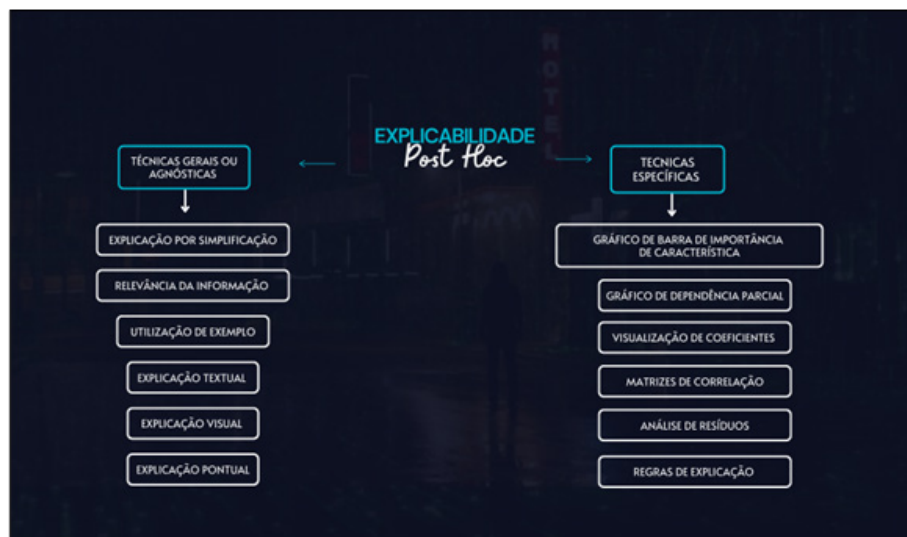 MOTEL
EXPLICABILIDADE
Post Hoc
TÉCNICAS GERAIS OU
AGNÓSTICAS
EXPLICAÇÃO POR SIMPLIFICAÇÃO
RELEVÂNCIA DA INFORMAÇÃO
UTILIZAÇÃO DE EXEMPLO
EXPLICAÇÃO TEXTUAL
EXPLICAÇÃO VISUAL
EXPLICAÇÃO PONTUAL
TECNICAS
ESPECÍFICAS
GRÁFICO DE BARRA DE IMPORTÂNCIA
DE CARACTERÍSTICA
GRÁFICO DE DEPENDÊNCIA PARCIAL
VISUALIZAÇÃO DE COEFICIENTES
MATRIZES DE CORRELAÇÃO
ANÁLISE DE RESÍDUOS
REGRAS DE EXPLICAÇÃO